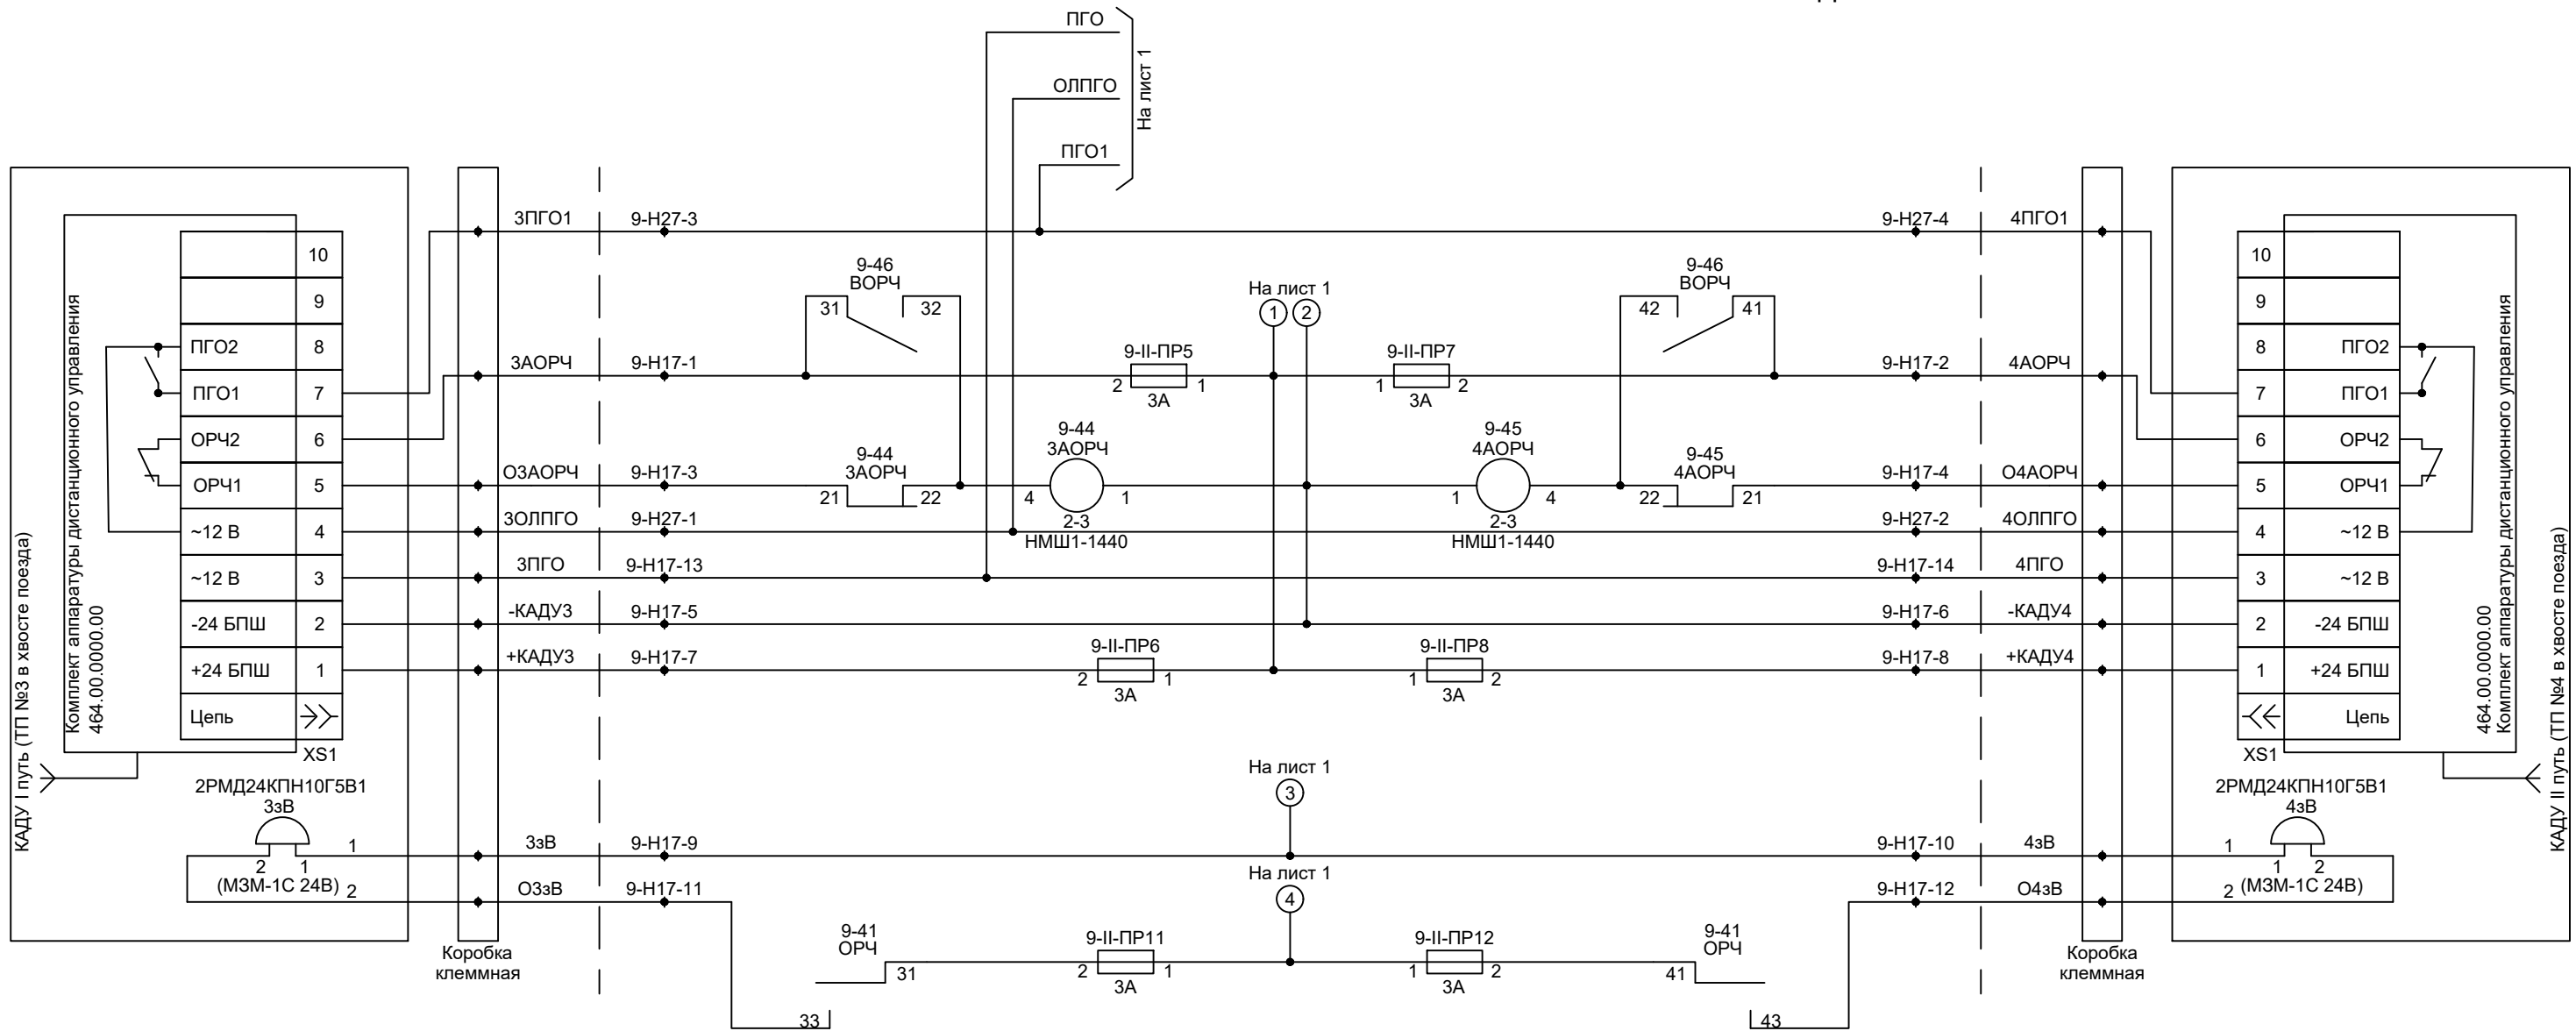 ПГО
ОЛПГО
ПГО1
На лист 1
КАДУ I путь (ТП №3 в хвосте поезда)
Комплект аппаратуры дистанционного управления
464.00.0000.00
10
9
ПГО2 8
ПГО1 7
ОРЧ2 6
ОРЧ1 5
~12 В 4
~12 В 3
-24 БПШ 2
+24 БПШ 1
Цепь
XS1
2РМД24КПН10Г5В1
3зВ
2 1
(МЗМ-1С 24В)
1
2
Коробка
клеммная
3ПГО1 9-Н27-3
3АОРЧ 9-Н17-1
О3АОРЧ 9-Н17-3
3ОЛПГО 9-Н27-1
3ПГО 9-Н17-13
-КАДУ3 9-Н17-5
+КАДУ3 9-Н17-7
3зВ 9-Н17-9
О3зВ 9-Н17-11
9-46
ВОРЧ
31 32
9-44
3АОРЧ
21 22
9-44
3АОРЧ
4 1
2-3
НМШ1-1440
На лист 1
1 2
9-II-ПР5
2 1
3А
9-II-ПР7
1 2
3А
9-46
ВОРЧ
42 41
9-45
4АОРЧ
1 4
2-3
НМШ1-1440
9-45
4АОРЧ
22 21
9-II-ПР6
2 1
3А
9-II-ПР8
1 2
3А
На лист 1
3
На лист 1
4
9-41
ОРЧ
31
33
9-II-ПР11
2 1
3А
9-II-ПР12
1 2
3А
9-41
ОРЧ
41
43
9-Н27-4 4ПГО1
9-Н17-2 4АОРЧ
9-Н17-4 О4АОРЧ
9-Н27-2 4ОЛПГО
9-Н17-14 4ПГО
9-Н17-6 -КАДУ4
9-Н17-8 +КАДУ4
9-Н17-10 4зВ
9-Н17-12 О4зВ
Коробка
клеммная
10
9
8 ПГО2
7 ПГО1
6 ОРЧ2
5 ОРЧ1
4 ~12 В
3 ~12 В
2 -24 БПШ
1 +24 БПШ
Цепь
XS1
2РМД24КПН10Г5В1
4зВ
1 2
(МЗМ-1С 24В)
1
2
464.00.0000.00
Комплект аппаратуры дистанционного управления
КАДУ II путь (ТП №4 в хвосте поезда)